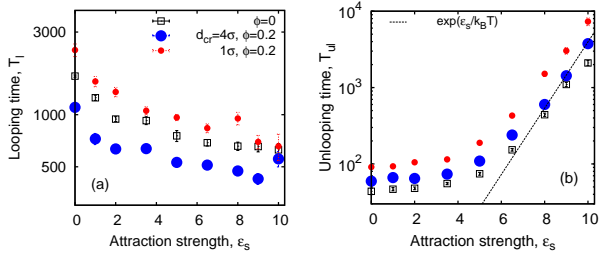 ϕ=0
d_cr=4σ, ϕ=0.2
1σ, ϕ=0.2
3000
1000
500
Looping time, T_l
(a)
0 2 4 6 8 10
Attraction strength, ε_s
exp(ε_s/k_BT)
10^4
10^3
10^2
Unlooping time, T_ul
(b)
0 2 4 6 8 10
Attraction strength, ε_s